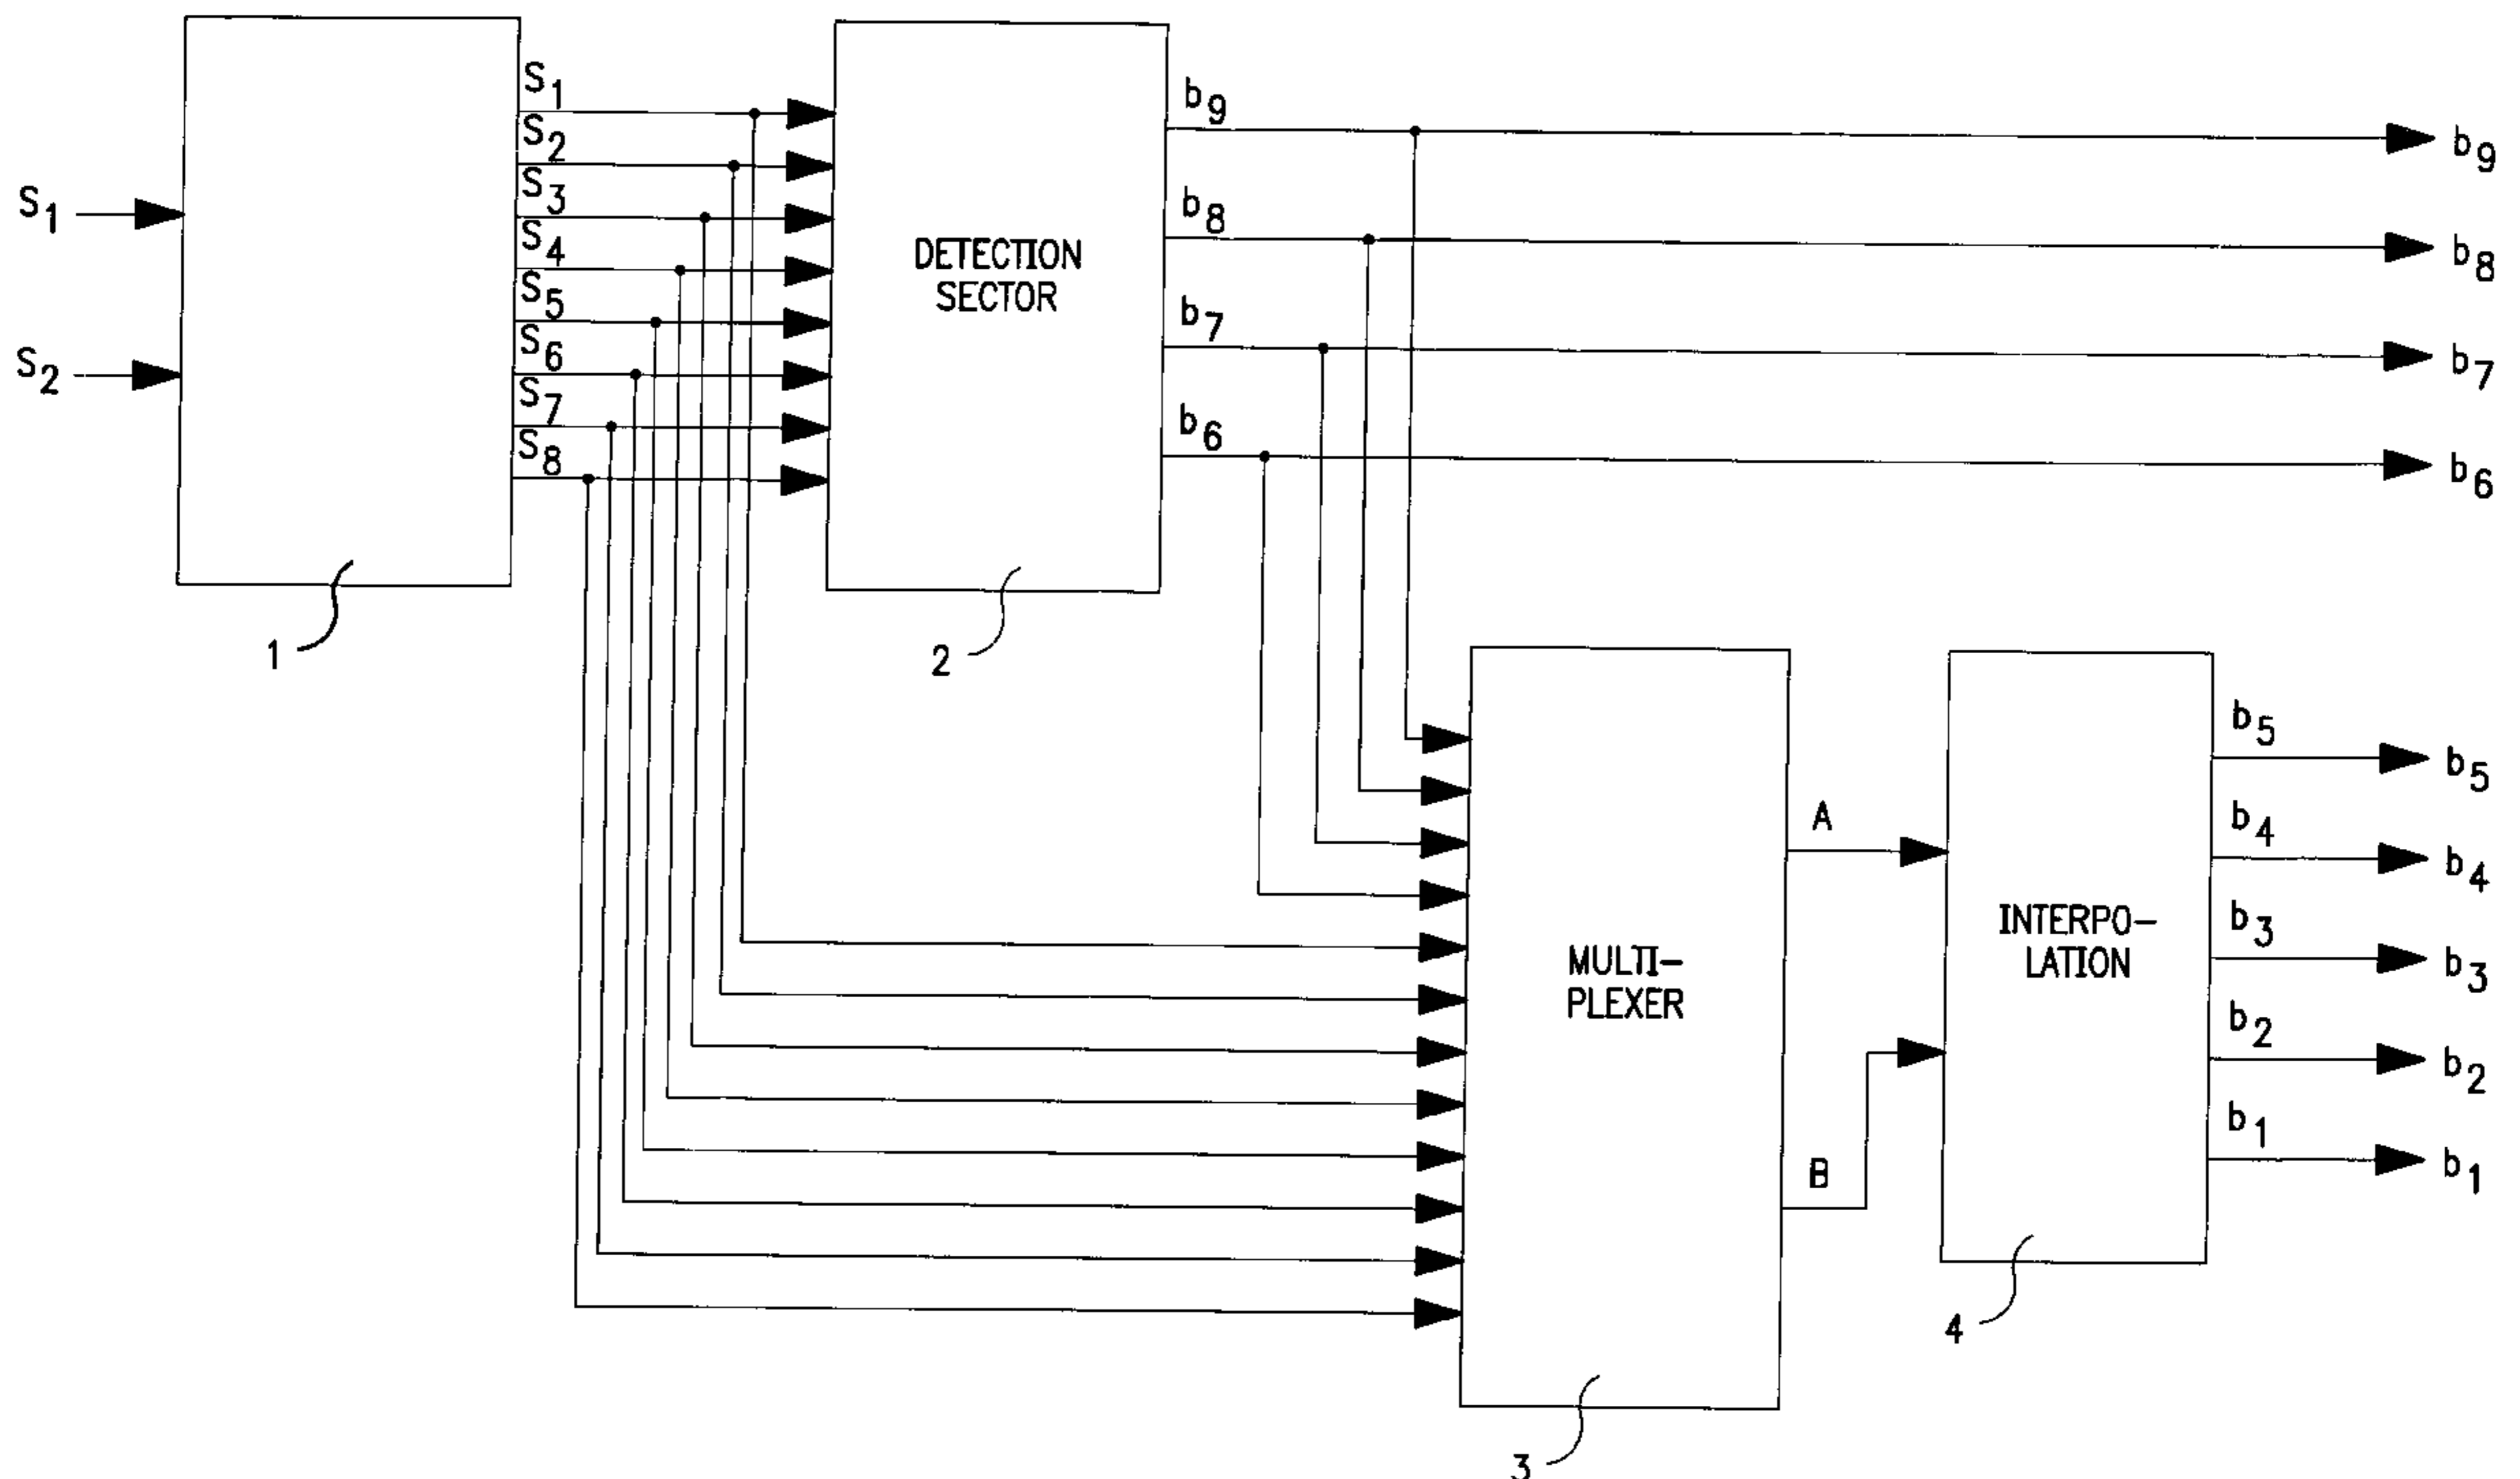 S1
S2
1
S1
S2
S3
S4
S5
S6
S7
S8
DETECTION
SECTOR
2
b9
b8
b7
b6
b9
b8
b7
b6
MULTI-
PLEXER
3
A
B
INTERPO-
LATION
4
b5
b4
b3
b2
b1
b5
b4
b3
b2
b1